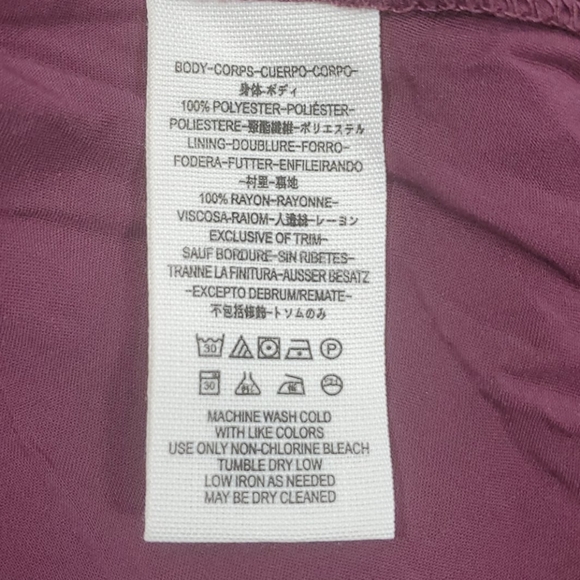 BODY-CORPS-CUERPO-CORPO-
身体-ボディ
100% POLYESTER-POLIÉSTER-
POLIESTERE-聚酯纖維-ポリエステル
LINING-DOUBLURE-FORRO-
FODERA-FUTTER-ENFILEIRANDO
-衬里-裏地
100% RAYON-RAYONNE-
VISCOSA-RAIOM-人造絲-レーヨン
EXCLUSIVE OF TRIM-
SAUF BORDURE-SIN RIBETES-
TRANNE LA FINITURA-AUSSER BESATZ
-EXCEPTO DEBRUM/REMATE-
不包括修飾-トソムのみ
30 P
30
MACHINE WASH COLD
WITH LIKE COLORS
USE ONLY NON-CHLORINE BLEACH
TUMBLE DRY LOW
LOW IRON AS NEEDED
MAY BE DRY CLEANED